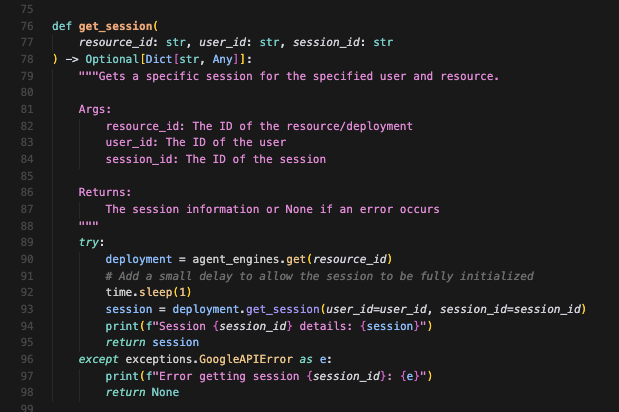 75
76 def get_session(
77     resource_id: str, user_id: str, session_id: str
78 ) -> Optional[Dict[str, Any]]:
79     """Gets a specific session for the specified user and resource.
80
81     Args:
82         resource_id: The ID of the resource/deployment
83         user_id: The ID of the user
84         session_id: The ID of the session
85
86     Returns:
87         The session information or None if an error occurs
88     """
89     try:
90         deployment = agent_engines.get(resource_id)
91         # Add a small delay to allow the session to be fully initialized
92         time.sleep(1)
93         session = deployment.get_session(user_id=user_id, session_id=session_id)
94         print(f"Session {session_id} details: {session}")
95         return session
96     except exceptions.GoogleAPIError as e:
97         print(f"Error getting session {session_id}: {e}")
98         return None
99